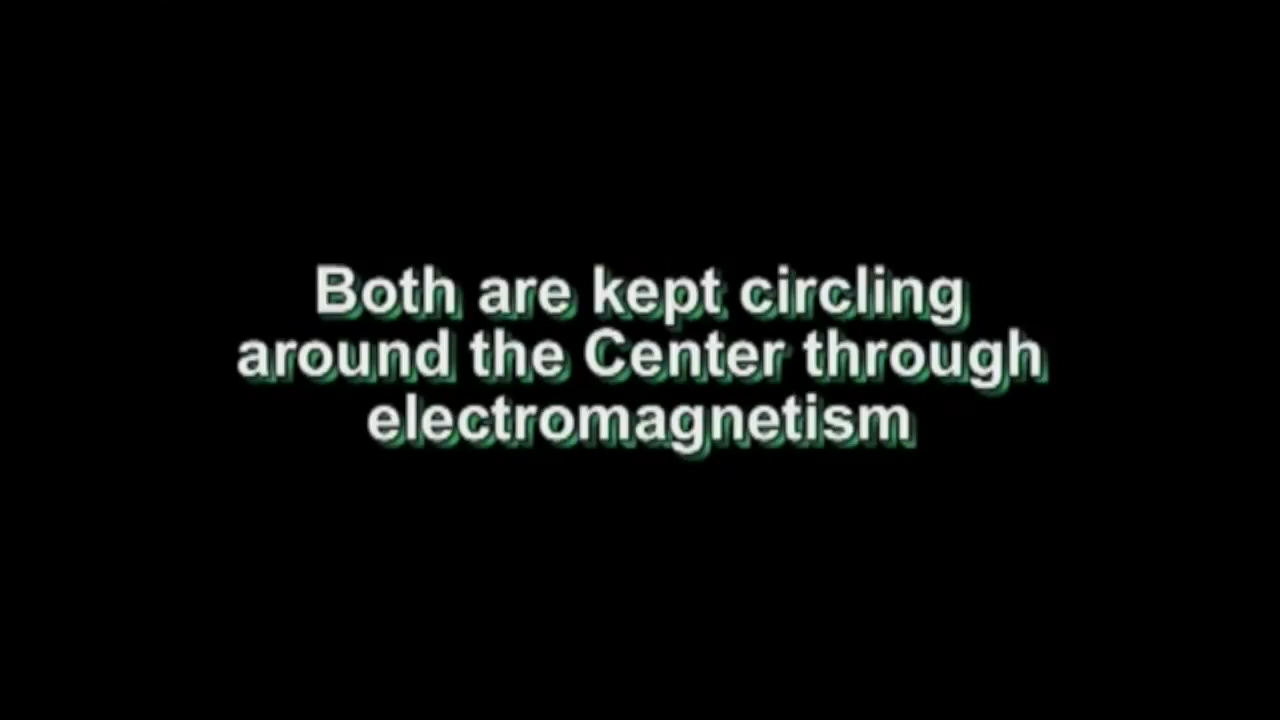 Both are kept circling
around the Center through
electromagnetism